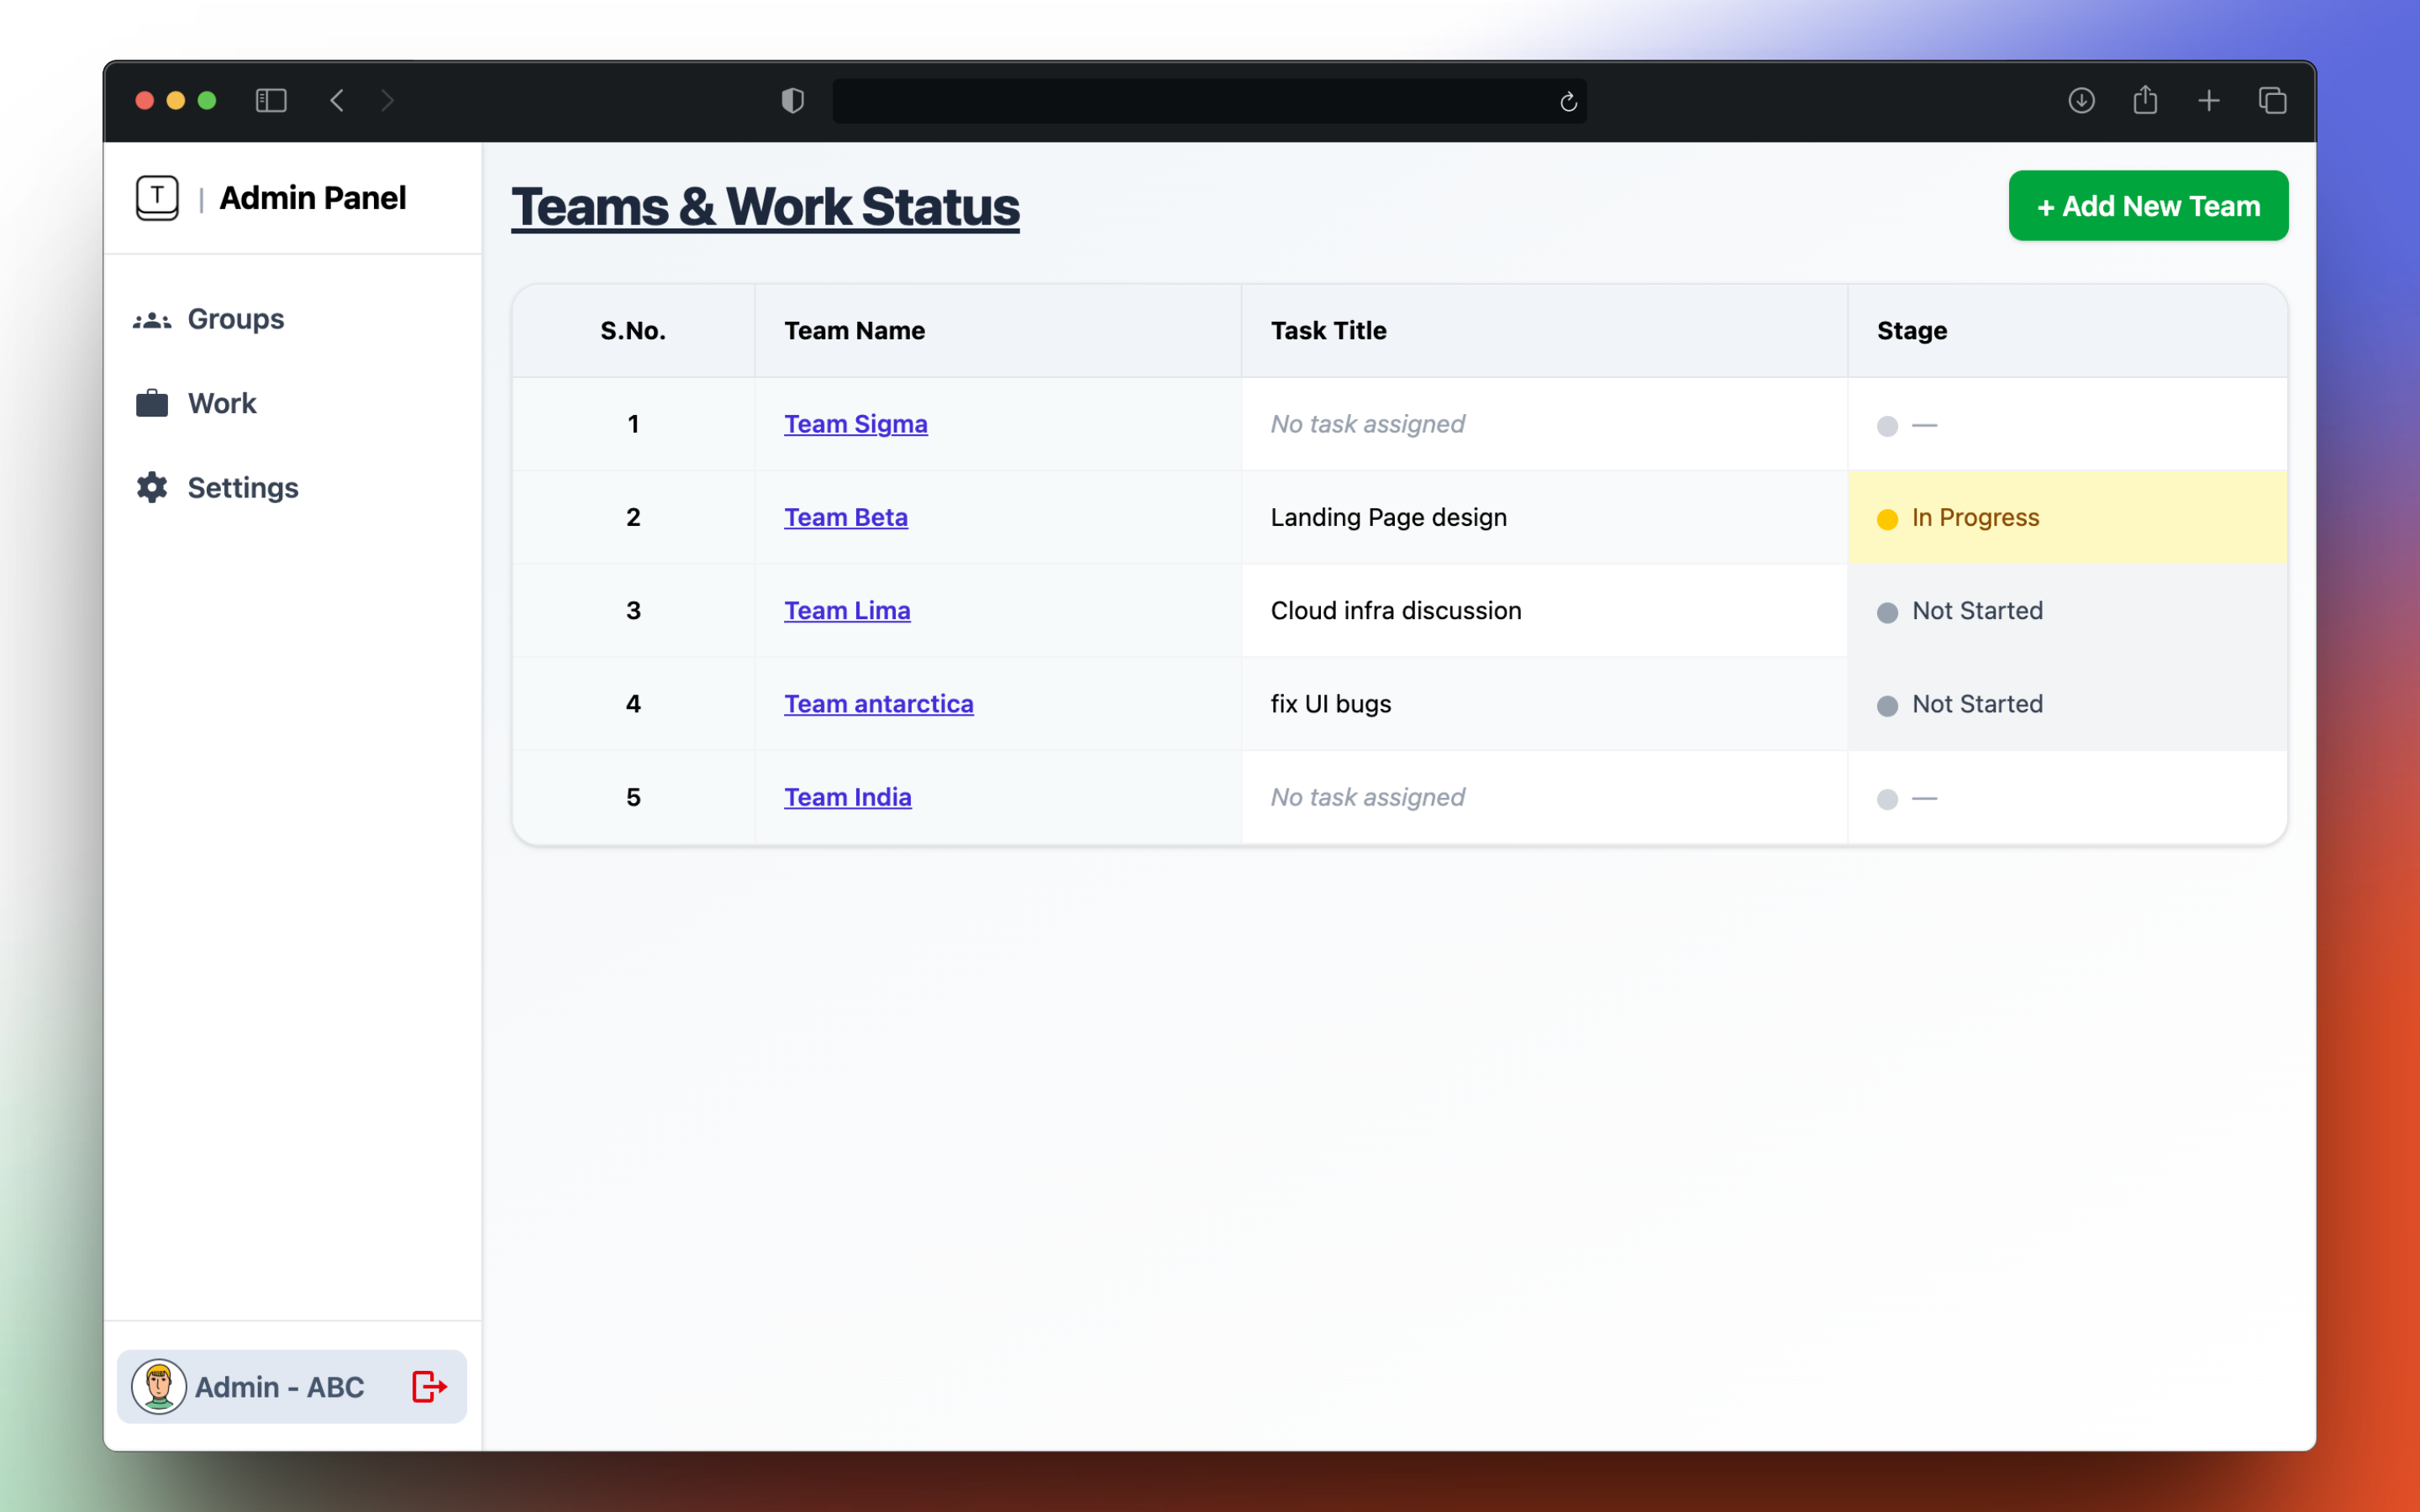 T | Admin Panel
Groups
Work
Settings
Admin - ABC
Teams & Work Status
+ Add New Team
S.No. Team Name Task Title Stage
1 Team Sigma No task assigned —
2 Team Beta Landing Page design In Progress
3 Team Lima Cloud infra discussion Not Started
4 Team antarctica fix UI bugs Not Started
5 Team India No task assigned —